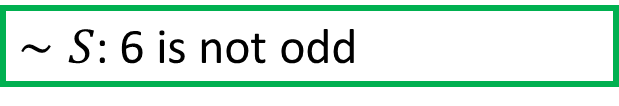 ~ S: 6 is not odd